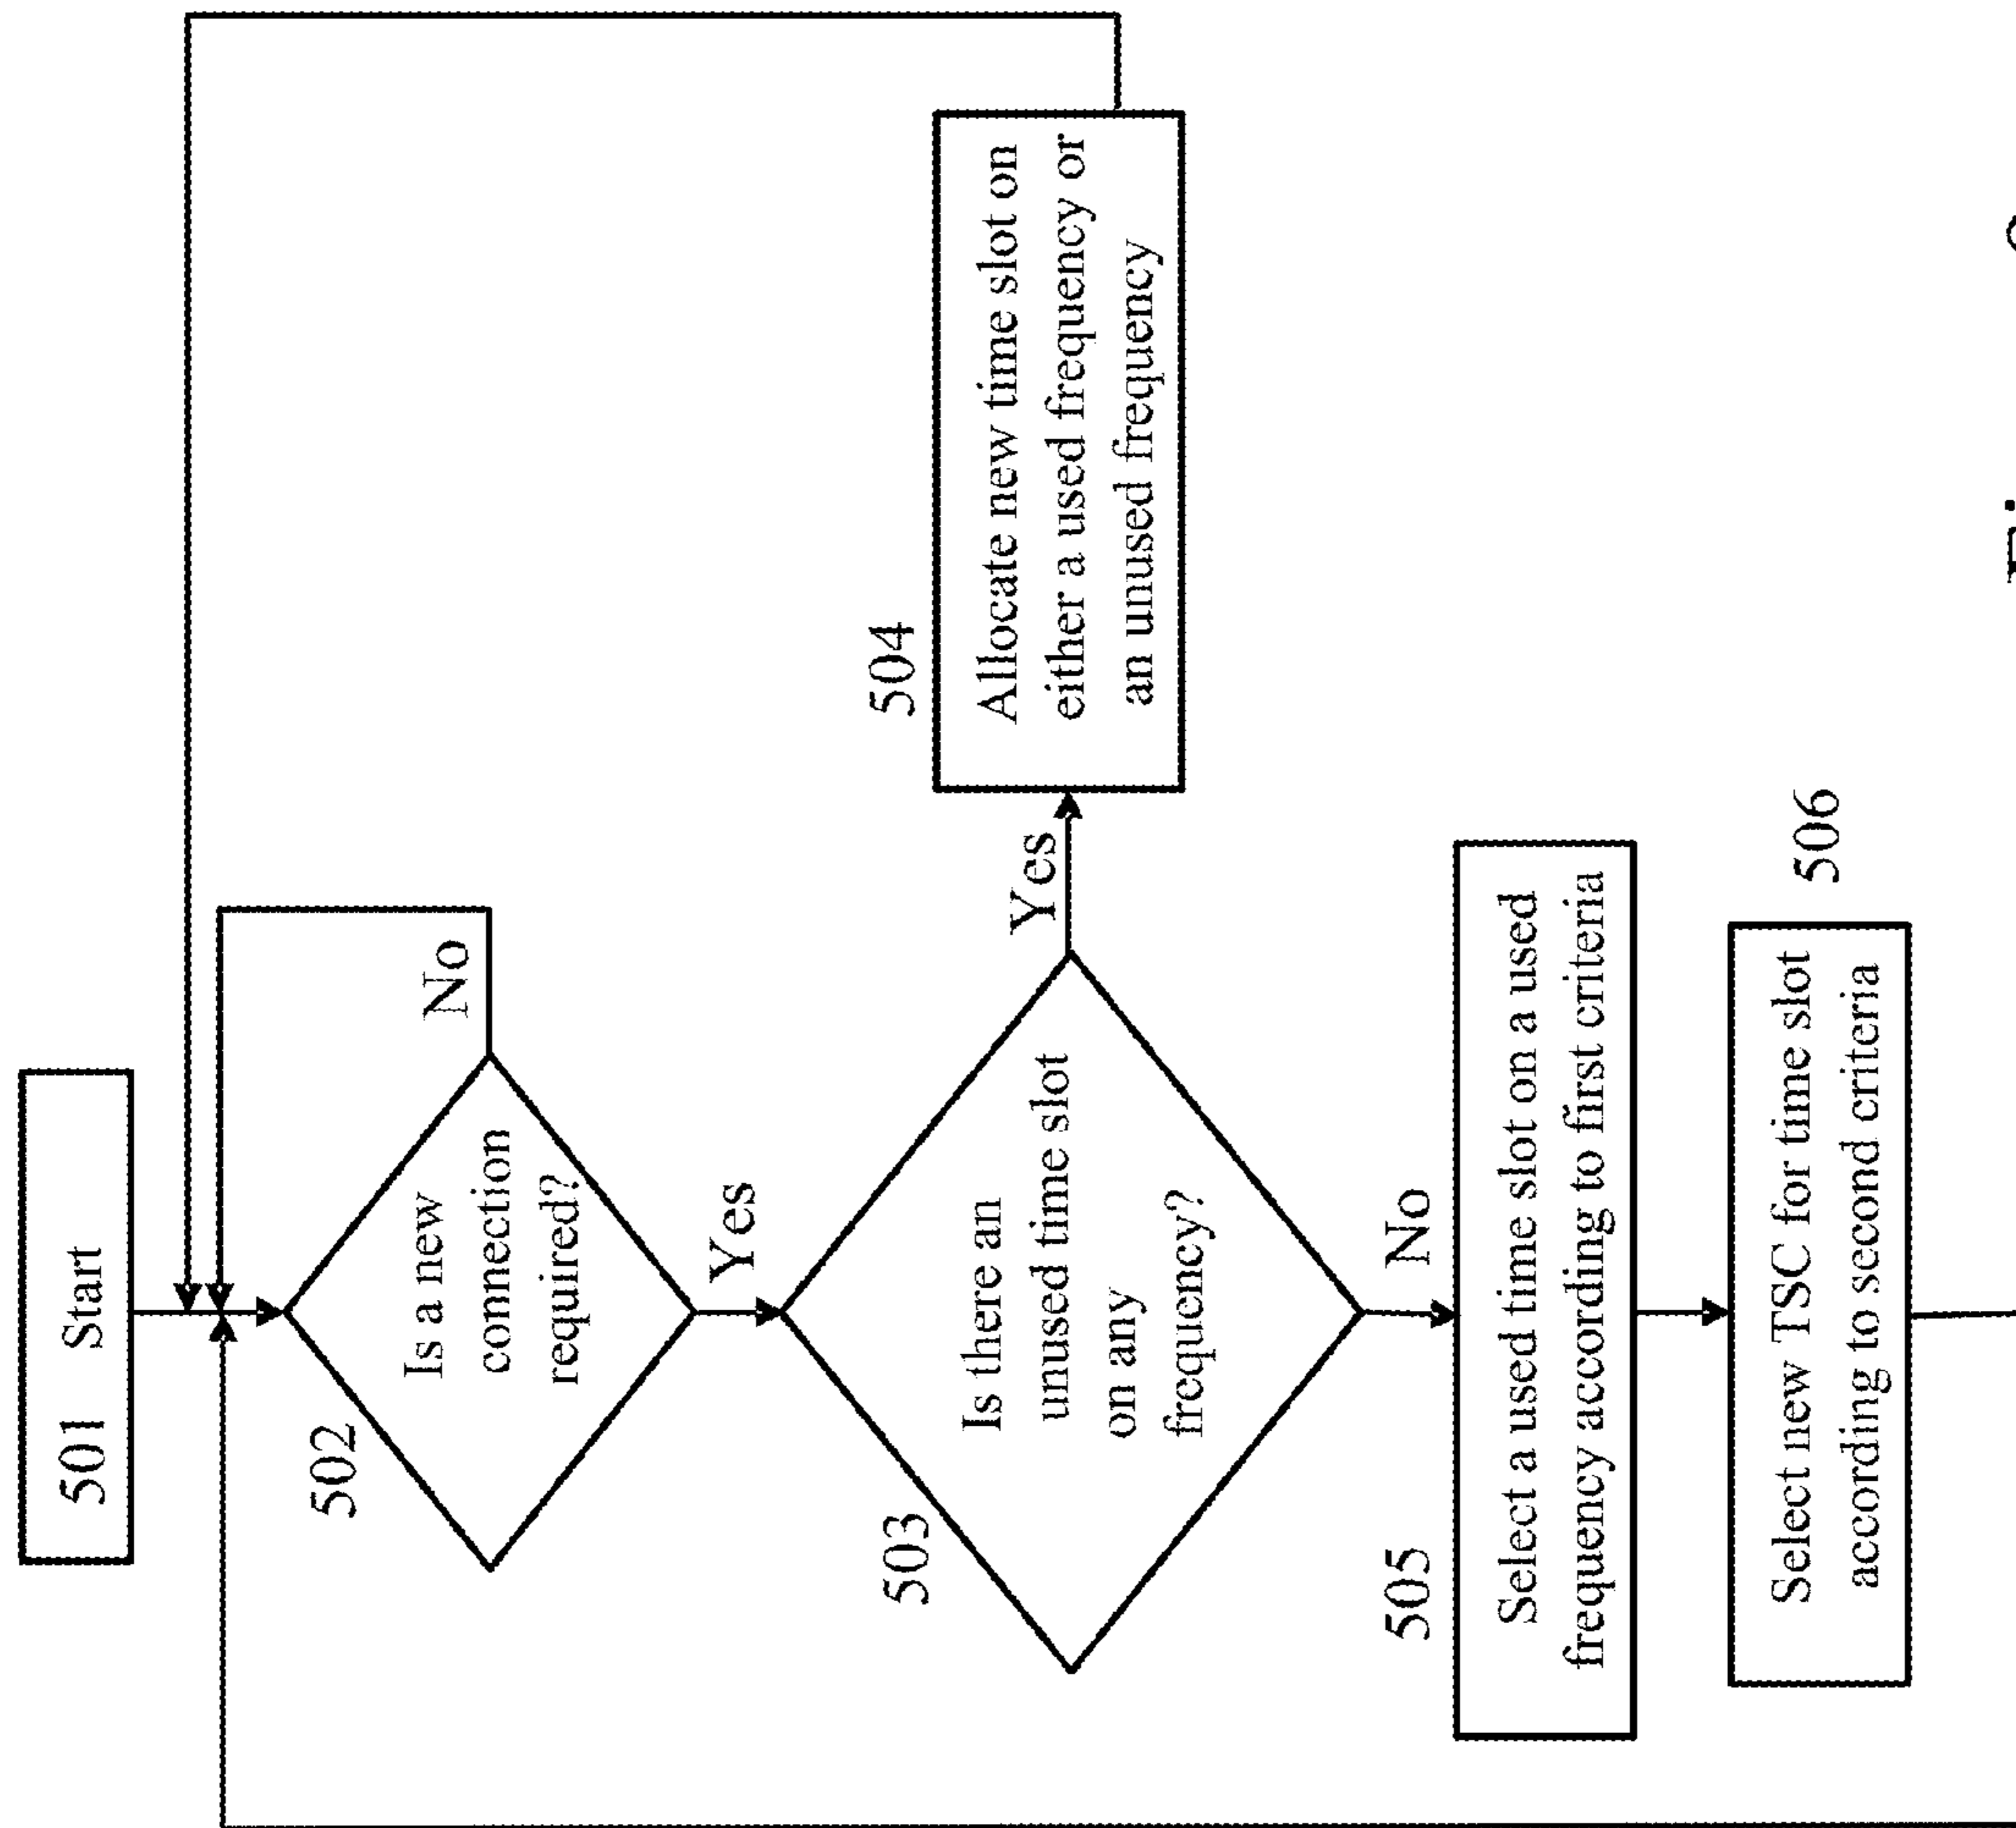 501 Start
502
Is a new
connection
required?
No
Yes
503
Is there an
unused time slot
on any
frequency?
Yes
504
Allocate new time slot on
either a used frequency or
an unused frequency
No
505
Select a used time slot on a used
frequency according to first criteria
506
Select new TSC for time slot
according to second criteria